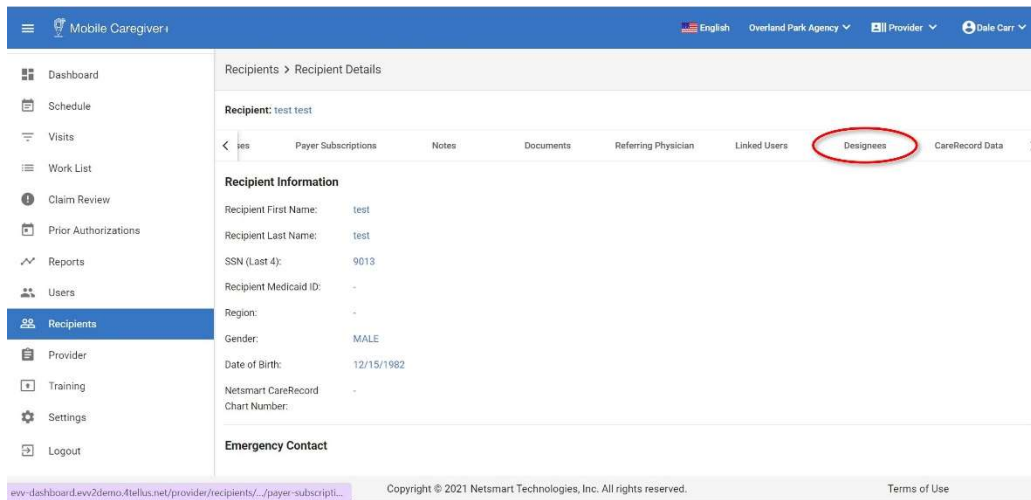 Mobile Caregiver+
English Overland Park Agency Provider Dale Carr
Dashboard
Schedule
Visits
Work List
Claim Review
Prior Authorizations
Reports
Users
Recipients
Provider
Training
Settings
Logout
Recipients > Recipient Details
Recipient: test test
ses Payer Subscriptions Notes Documents Referring Physician Linked Users Designees CareRecord Data
Recipient Information
Recipient First Name: test
Recipient Last Name: test
SSN (Last 4): 9013
Recipient Medicaid ID: -
Region: -
Gender: MALE
Date of Birth: 12/15/1982
Netsmart CareRecord -
Chart Number:
Emergency Contact
evv-dashboard.evv2demo.4tellus.net/provider/recipients/.../payer-subscripti...
Copyright © 2021 Netsmart Technologies, Inc. All rights reserved. Terms of Use